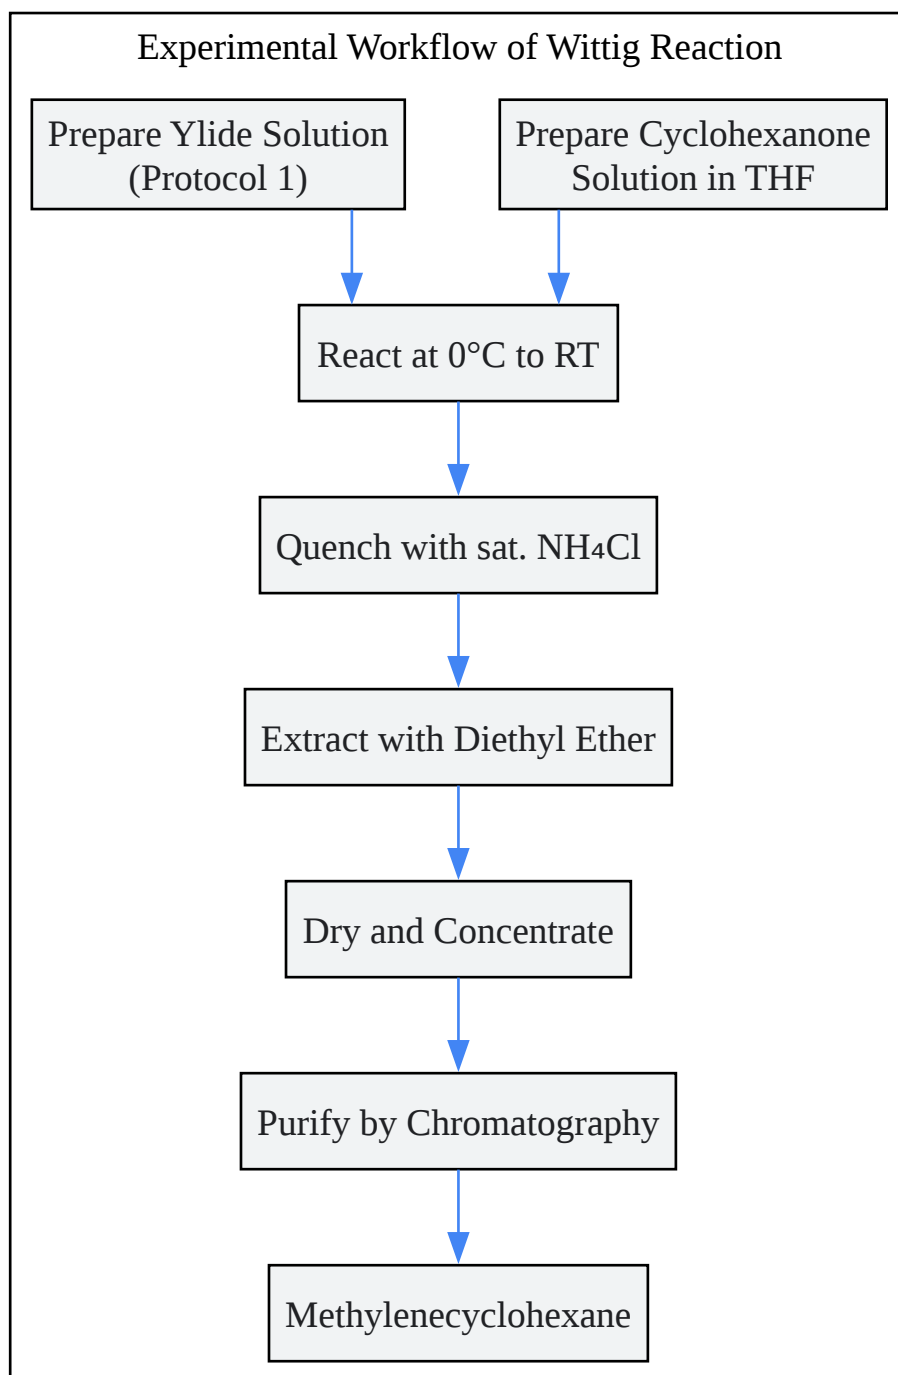 Experimental Workflow of Wittig Reaction
Prepare Ylide Solution
(Protocol 1)
Prepare Cyclohexanone
Solution in THF
React at 0°C to RT
Quench with sat. NH₄Cl
Extract with Diethyl Ether
Dry and Concentrate
Purify by Chromatography
Methylenecyclohexane